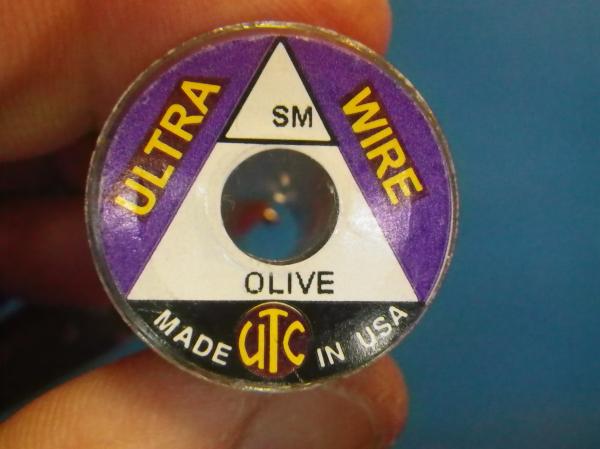 SM
ULTRA
WIRE
OLIVE
MADE UTC IN USA